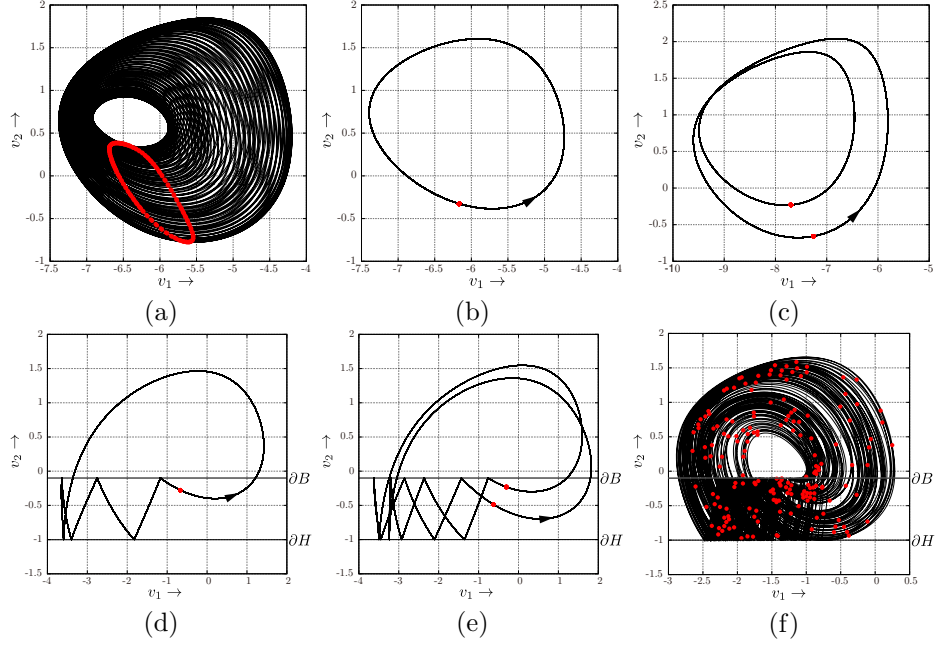 2
1.5
1
0.5
0
-0.5
-1
v₂ →
-7.5 -7 -6.5 -6 -5.5 -5 -4.5 -4
v₁ →
(a)
2
1.5
1
0.5
0
-0.5
-1
v₂ →
-7.5 -7 -6.5 -6 -5.5 -5 -4.5 -4
v₁ →
(b)
2.5
2
1.5
1
0.5
0
-0.5
-1
v₂ →
-10 -9 -8 -7 -6 -5
v₁ →
(c)
2
1.5
1
0.5
0
-0.5
-1
-1.5
v₂ →
∂B
∂H
-4 -3 -2 -1 0 1 2
v₁ →
(d)
2
1.5
1
0.5
0
-0.5
-1
-1.5
v₂ →
∂B
∂H
-4 -3 -2 -1 0 1 2
v₁ →
(e)
2
1.5
1
0.5
0
-0.5
-1
-1.5
v₂ →
∂B
∂H
-3 -2.5 -2 -1.5 -1 -0.5 0 0.5
v₁ →
(f)